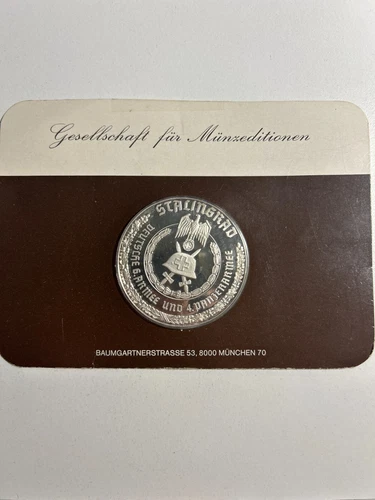 Gesellschaft für Münzeditionen
STALINGRAD
DEUTSCHE 6. ARMEE UND 4. PANZERARMEE
BAUMGARTNERSTRASSE 53, 8000 MÜNCHEN 70